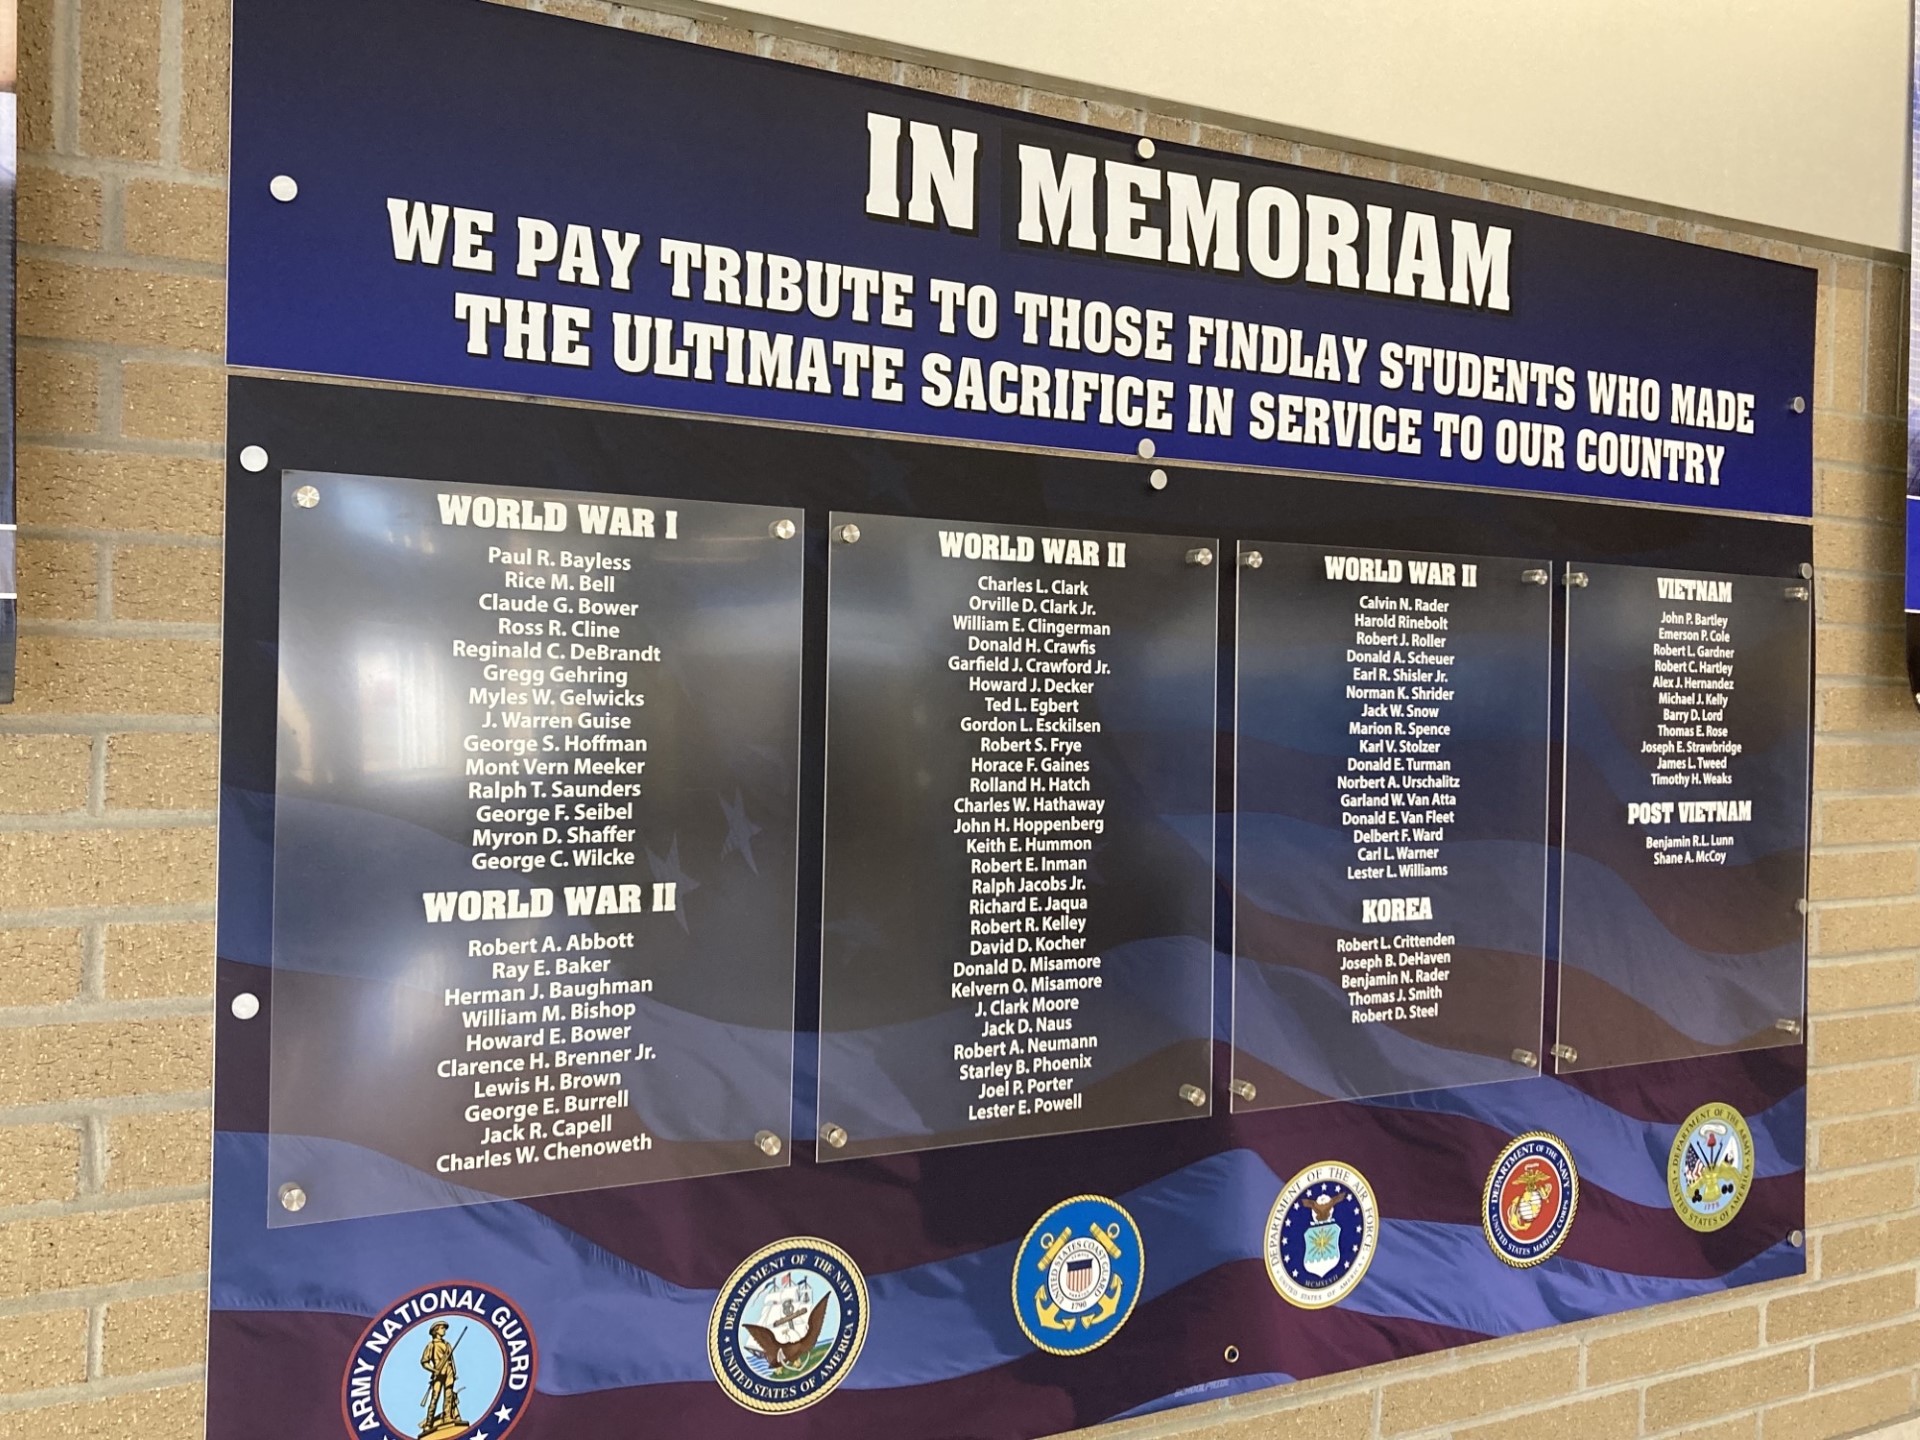 IN MEMORIAM
WE PAY TRIBUTE TO THOSE FINDLAY STUDENTS WHO MADE
THE ULTIMATE SACRIFICE IN SERVICE TO OUR COUNTRY
WORLD WAR I
Paul R. Bayless
Rice M. Bell
Claude G. Bower
Ross R. Cline
Reginald C. DeBrandt
Gregg Gehring
Myles W. Gelwicks
J. Warren Guise
George S. Hoffman
Mont Vern Meeker
Ralph T. Saunders
George F. Seibel
Myron D. Shaffer
George C. Wilcke
WORLD WAR II
Robert A. Abbott
Ray E. Baker
Herman J. Baughman
William M. Bishop
Howard E. Bower
Clarence H. Brenner Jr.
Lewis H. Brown
George E. Burrell
Jack R. Capell
Charles W. Chenoweth
WORLD WAR II
Charles L. Clark
Orville D. Clark Jr.
William E. Clingerman
Donald H. Crawfis
Garfield J. Crawford Jr.
Howard J. Decker
Ted L. Egbert
Gordon L. Esckilsen
Robert S. Frye
Horace F. Gaines
Rolland H. Hatch
Charles W. Hathaway
John H. Hoppenberg
Keith E. Hummon
Robert E. Inman
Ralph Jacobs Jr.
Richard E. Jaqua
Robert R. Kelley
David D. Kocher
Donald D. Misamore
Kelvern O. Misamore
J. Clark Moore
Jack D. Naus
Robert A. Neumann
Starley B. Phoenix
Joel P. Porter
Lester E. Powell
WORLD WAR II
Calvin N. Rader
Harold Rinebolt
Robert J. Roller
Donald A. Scheuer
Earl R. Shisler Jr.
Norman K. Shrider
Jack W. Snow
Marion R. Spence
Karl V. Stolzer
Donald E. Turman
Norbert A. Urschalitz
Garland W. Van Atta
Donald E. Van Fleet
Delbert F. Ward
Carl L. Warner
Lester L. Williams
KOREA
Robert L. Crittenden
Joseph B. DeHaven
Benjamin N. Rader
Thomas J. Smith
Robert D. Steel
VIETNAM
John P. Bartley
Emerson P. Cole
Robert L. Gardner
Robert C. Hartley
Alex J. Hernandez
Michael J. Kelly
Barry D. Lord
Thomas E. Rose
Joseph E. Strawbridge
James L. Tweed
Timothy H. Weaks
POST VIETNAM
Benjamin R.L. Lunn
Shane A. McCoy
ARMY NATIONAL GUARD
DEPARTMENT OF THE NAVY
UNITED STATES OF AMERICA
UNITED STATES COAST GUARD
1790
DEPARTMENT OF THE AIR FORCE
UNITED STATES OF AMERICA
MCMXLVII
DEPARTMENT OF THE NAVY
UNITED STATES MARINE CORPS
DEPARTMENT OF THE ARMY
UNITED STATES OF AMERICA
1775